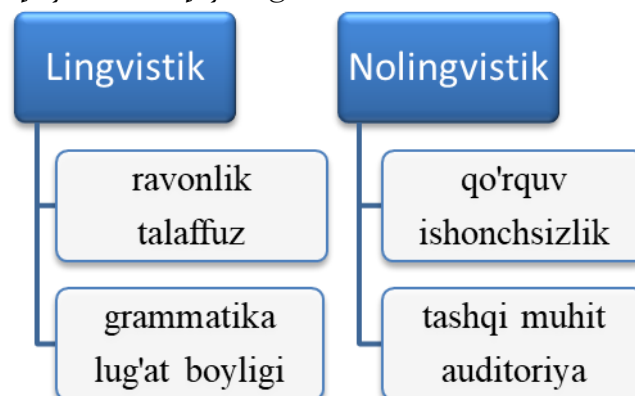 Lingvistik
ravonlik
talaffuz
grammatika
lug'at boyligi
Nolingvistik
qo'rquv
ishonchsizlik
tashqi muhit
auditoriya